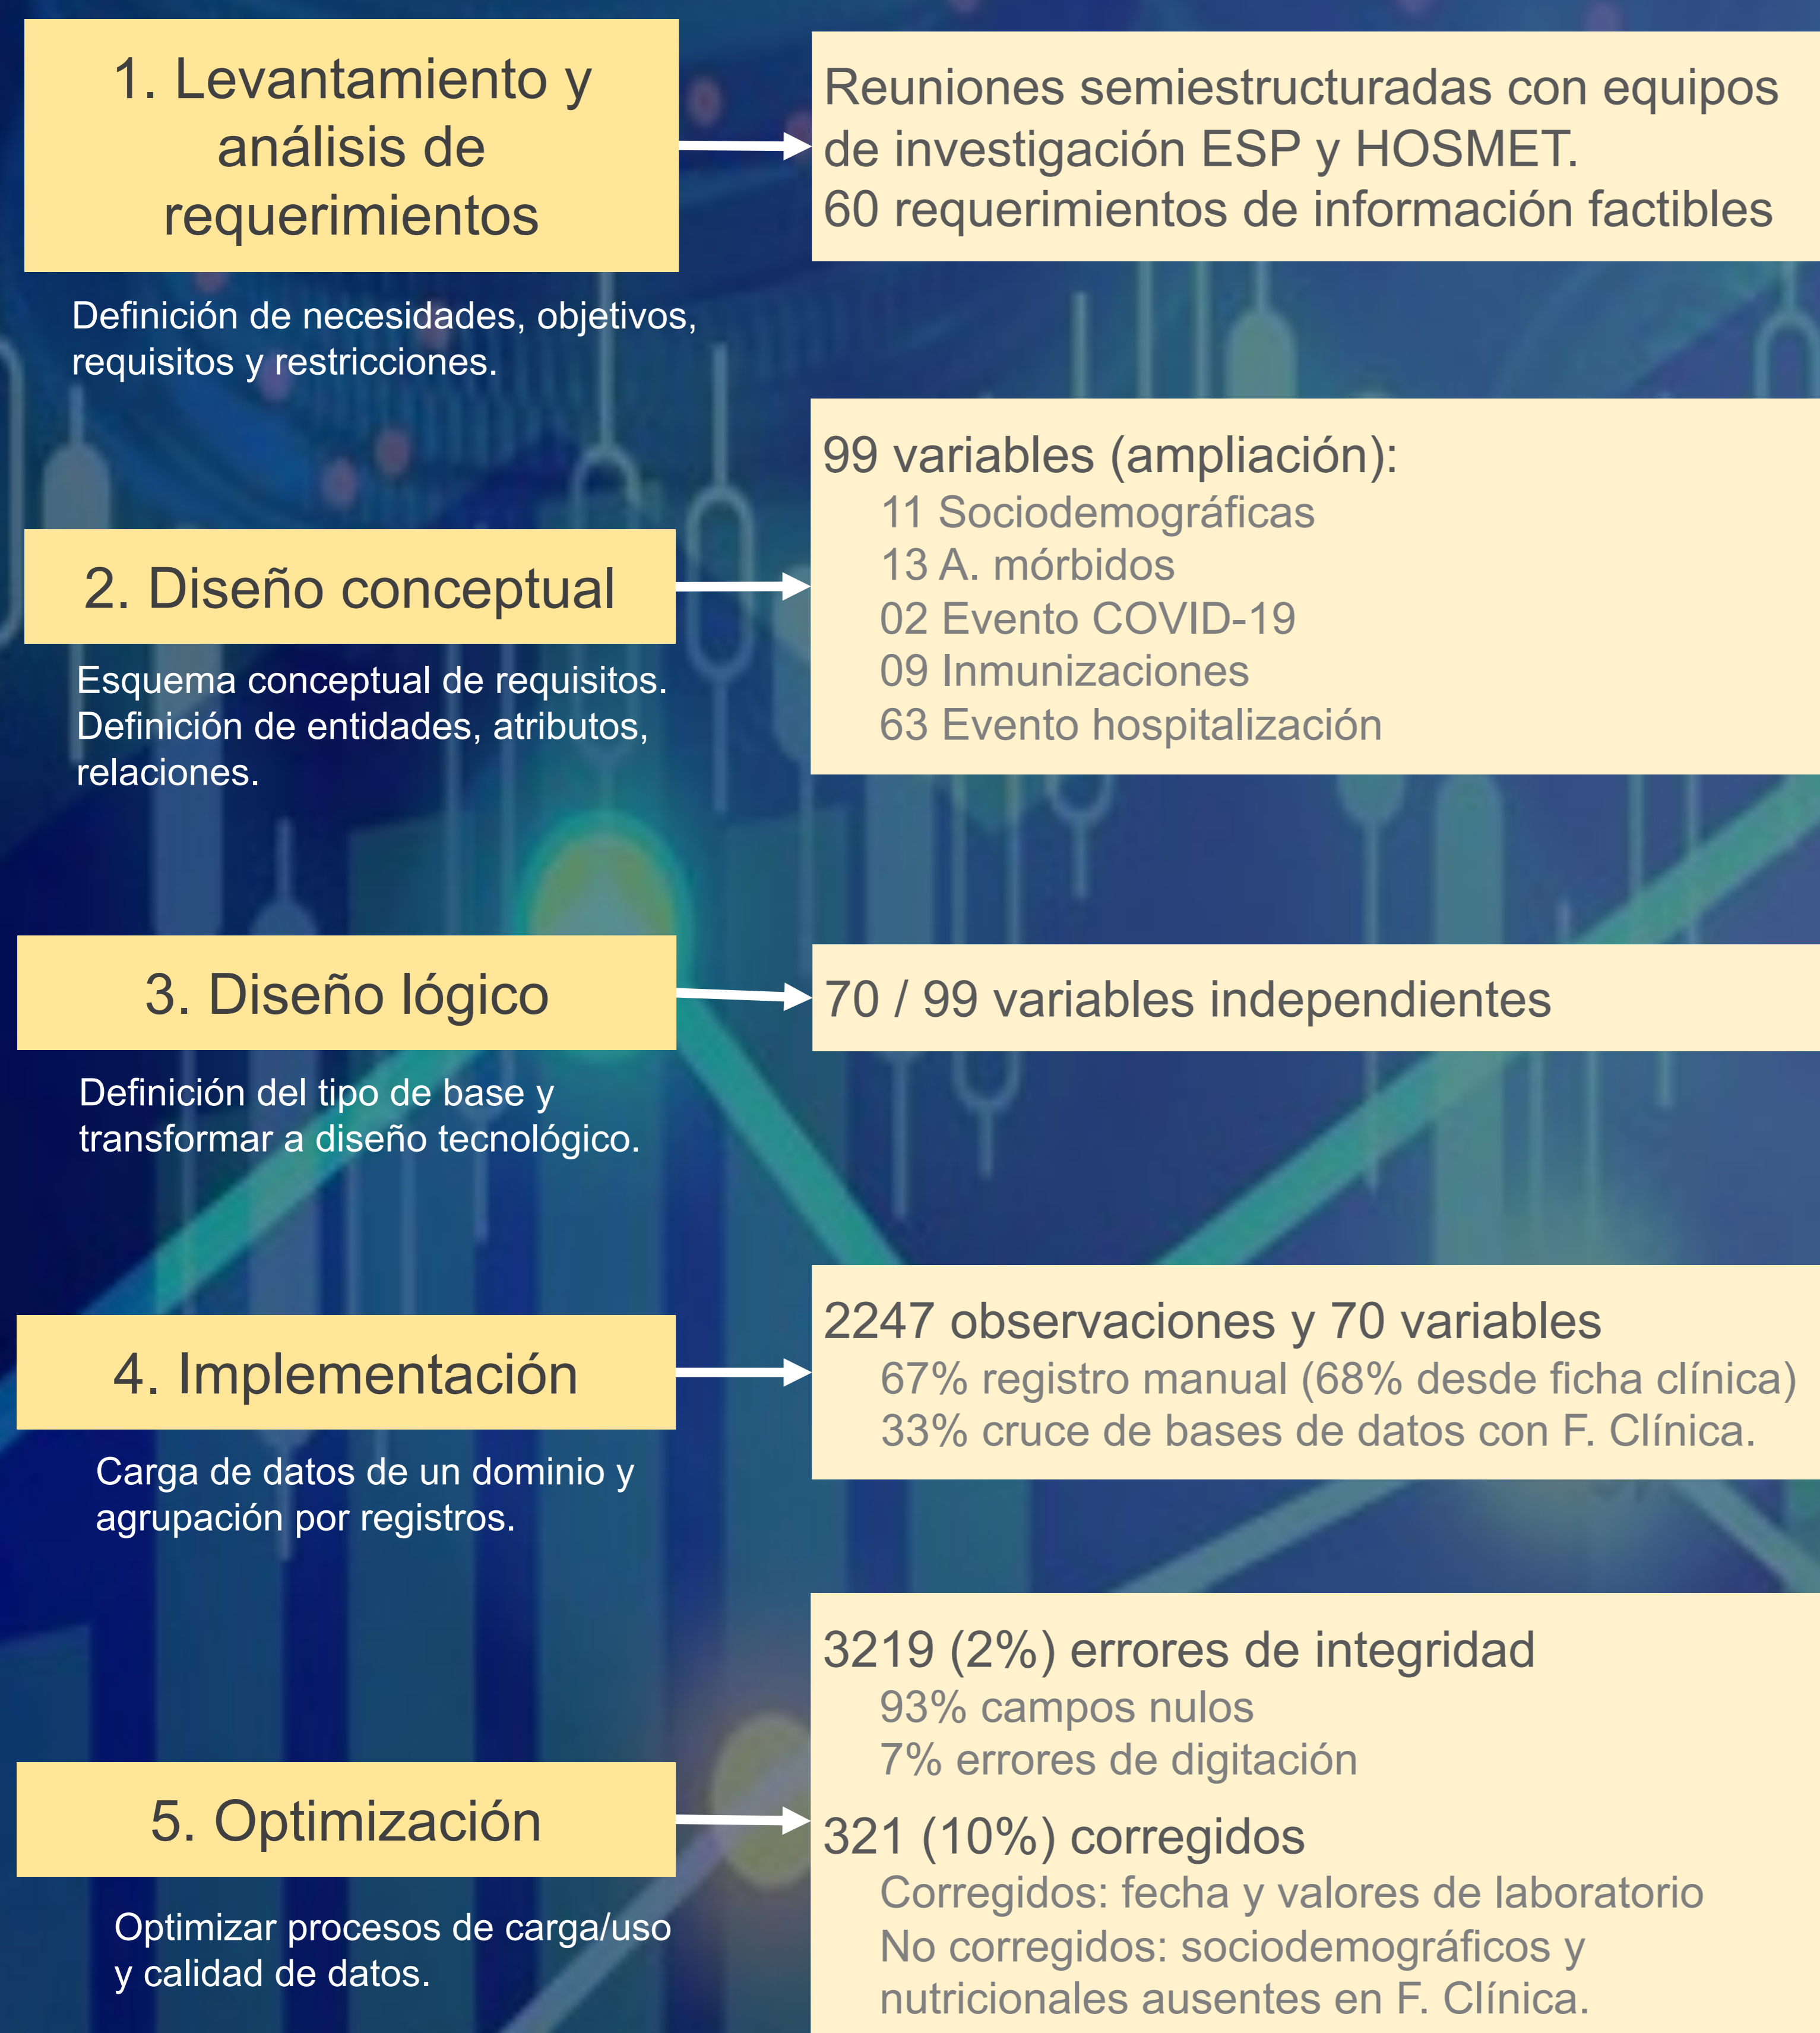 1. Levantamiento y
análisis de
requerimientos
Reuniones semiestructuradas con equipos
de investigación ESP y HOSMET.
60 requerimientos de información factibles
Definición de necesidades, objetivos,
requisitos y restricciones.
99 variables (ampliación):
11 Sociodemográficas
13 A. mórbidos
02 Evento COVID-19
09 Inmunizaciones
63 Evento hospitalización
2. Diseño conceptual
Esquema conceptual de requisitos.
Definición de entidades, atributos,
relaciones.
3. Diseño lógico
70 / 99 variables independientes
Definición del tipo de base y
transformar a diseño tecnológico.
4. Implementación
2247 observaciones y 70 variables
67% registro manual (68% desde ficha clínica)
33% cruce de bases de datos con F. Clínica.
Carga de datos de un dominio y
agrupación por registros.
5. Optimización
3219 (2%) errores de integridad
93% campos nulos
7% errores de digitación
321 (10%) corregidos
Corregidos: fecha y valores de laboratorio
No corregidos: sociodemográficos y
nutricionales ausentes en F. Clínica.
Optimizar procesos de carga/uso
y calidad de datos.